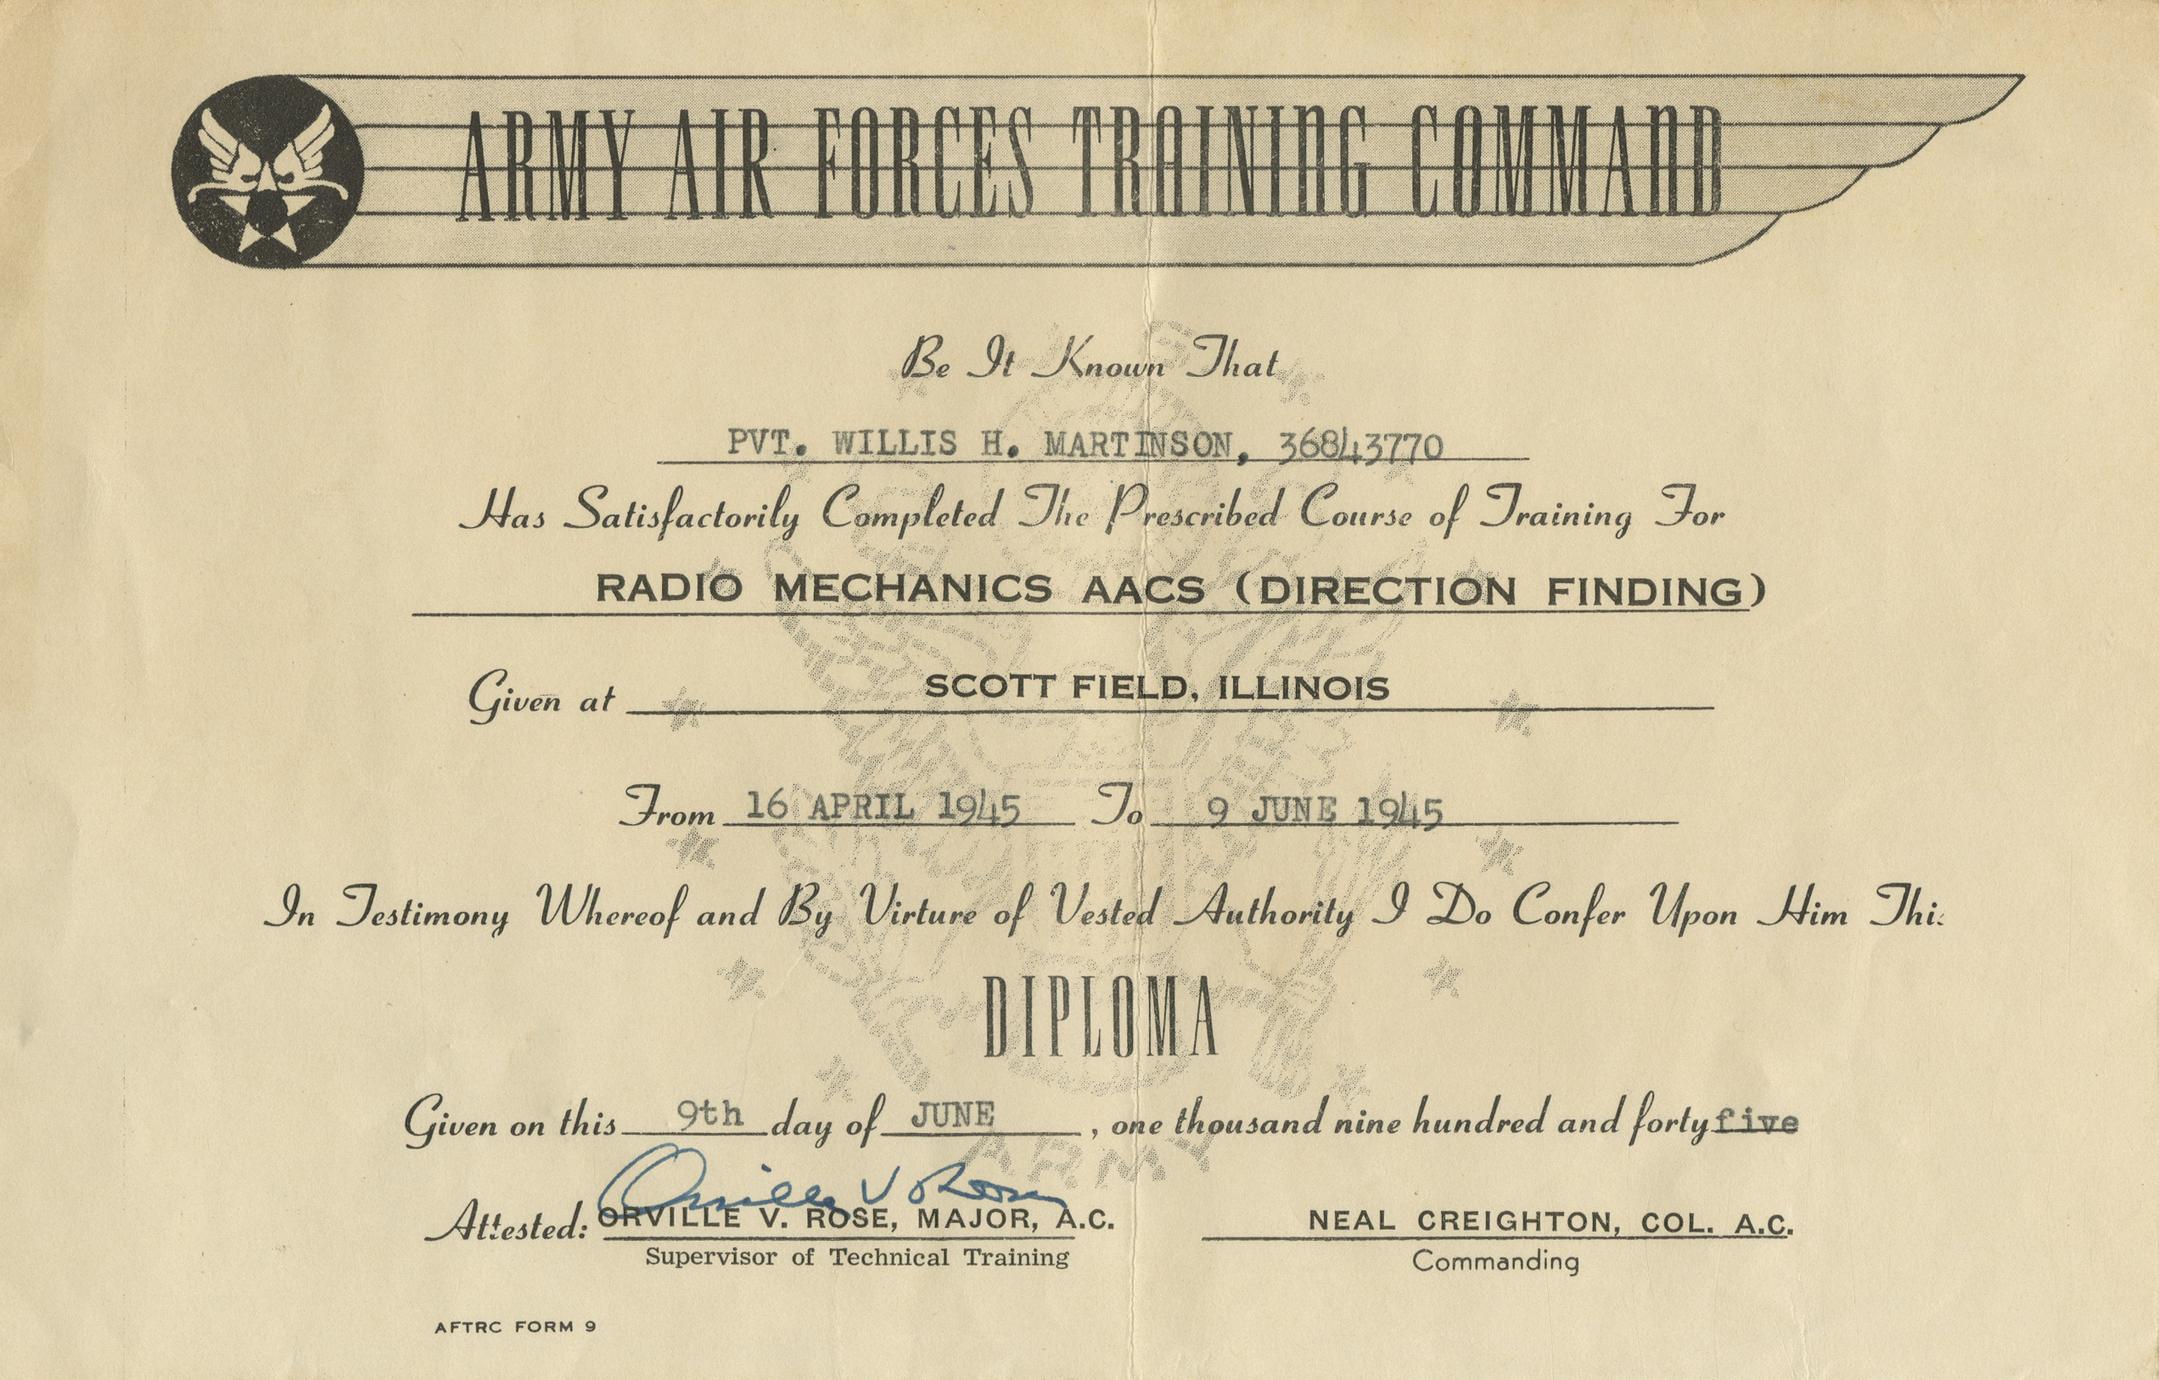 ARMY AIR FORCES TRAINING COMMAND
Be It Known That
PVT. WILLIS H. MARTINSON, 36843770
Has Satisfactorily Completed The Prescribed Course of Training For
RADIO MECHANICS AACS (DIRECTION FINDING)
Given at SCOTT FIELD, ILLINOIS
From 16 APRIL 1945 To 9 JUNE 1945
In Testimony Whereof and By Virture of Vested Authority I Do Confer Upon Him This
DIPLOMA
Given on this 9th day of JUNE, one thousand nine hundred and forty five
ARMY
Orville V Rose
Attested: ORVILLE V. ROSE, MAJOR, A.C. NEAL CREIGHTON, COL. A.C.
Supervisor of Technical Training Commanding
AFTRC FORM 9